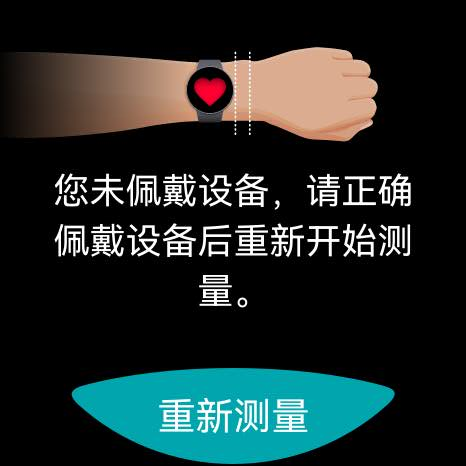 您未佩戴设备，请正确
佩戴设备后重新开始测
量。
重新测量